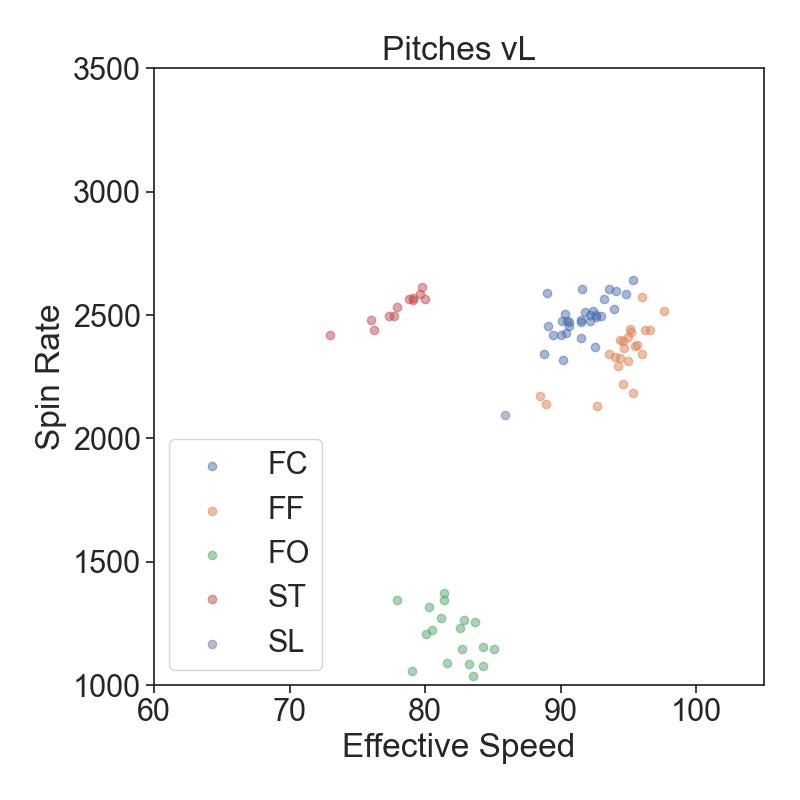 Pitches vL
3500
3000
2500
2000
1500
1000
Spin Rate
FC
FF
FO
ST
SL
60 70 80 90 100
Effective Speed